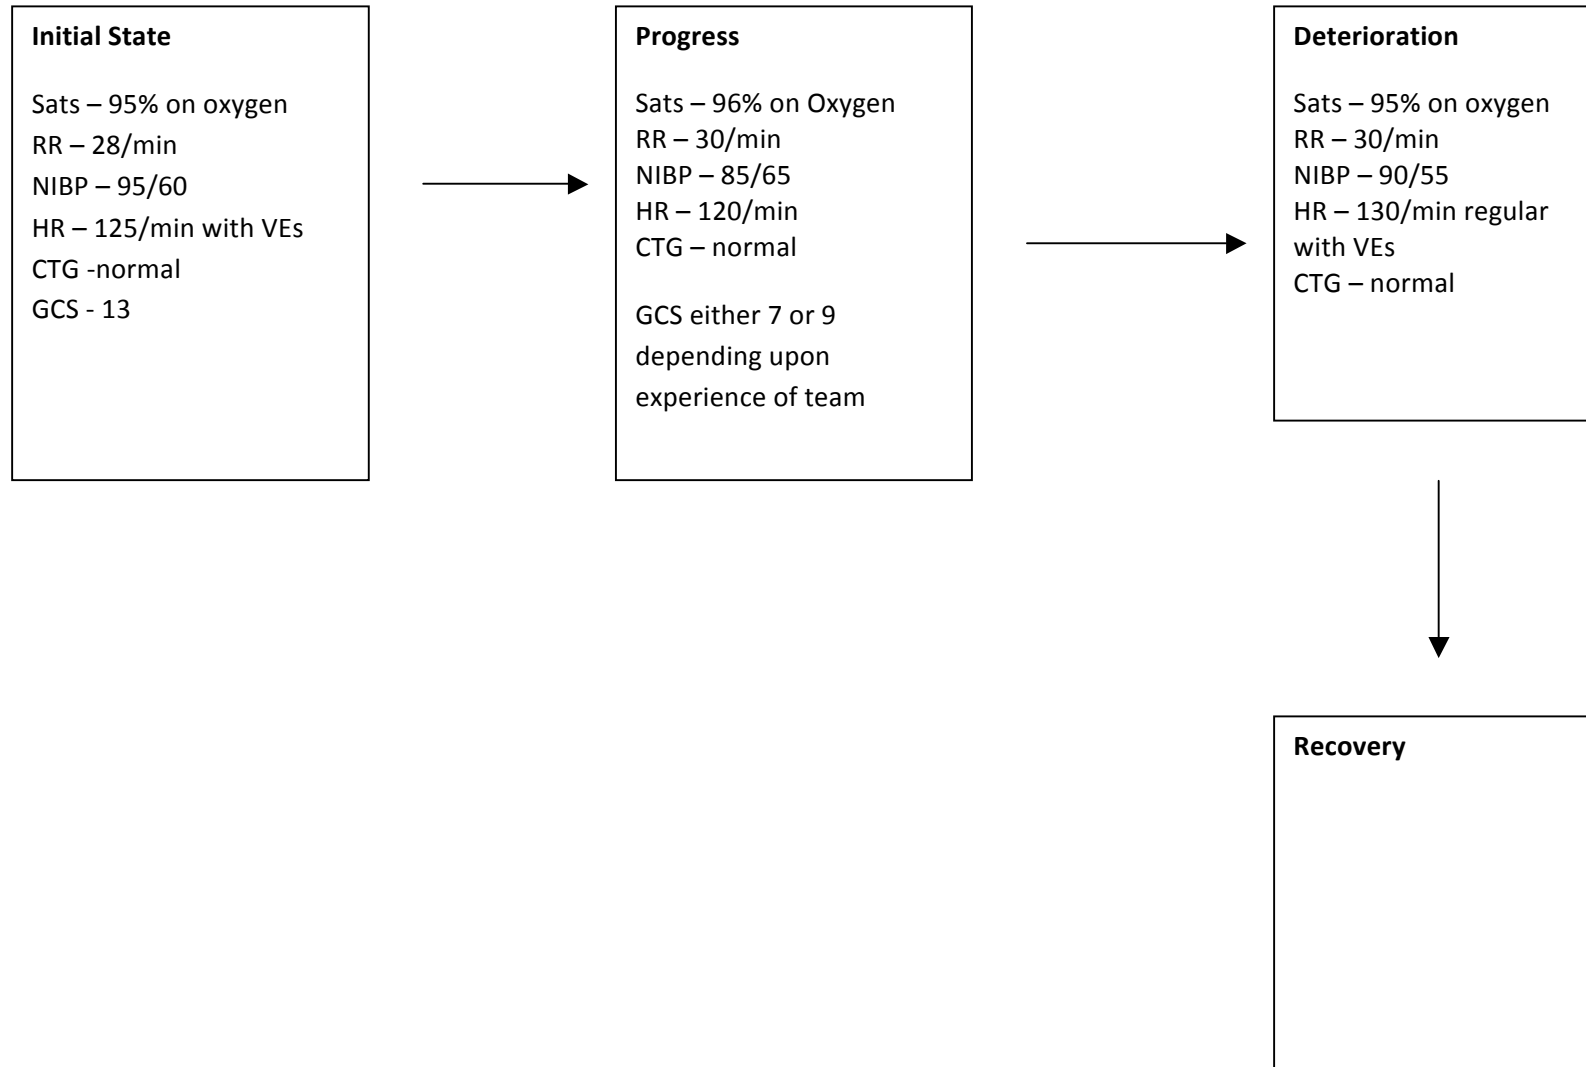 Initial State
Sats – 95% on oxygen
RR – 28/min
NIBP – 95/60
HR – 125/min with VEs
CTG -normal
GCS - 13
Progress
Sats – 96% on Oxygen
RR – 30/min
NIBP – 85/65
HR – 120/min
CTG – normal
GCS either 7 or 9
depending upon
experience of team
Deterioration
Sats – 95% on oxygen
RR – 30/min
NIBP – 90/55
HR – 130/min regular
with VEs
CTG – normal
Recovery